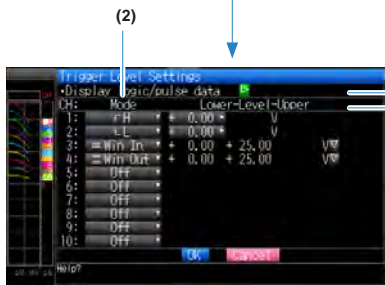 (2)
Trigger Level Settings
•Display logic/pulse data
CH: Mode Lower-Level-Upper
1: H + 0.00 V
2: L + 0.00 V
3: Win In + 0.00 + 25.00 V
4: Win Out + 0.00 + 25.00 V
5: Off
6: Off
7: Off
8: Off
9: Off
10: Off
OK Cancel
Help?